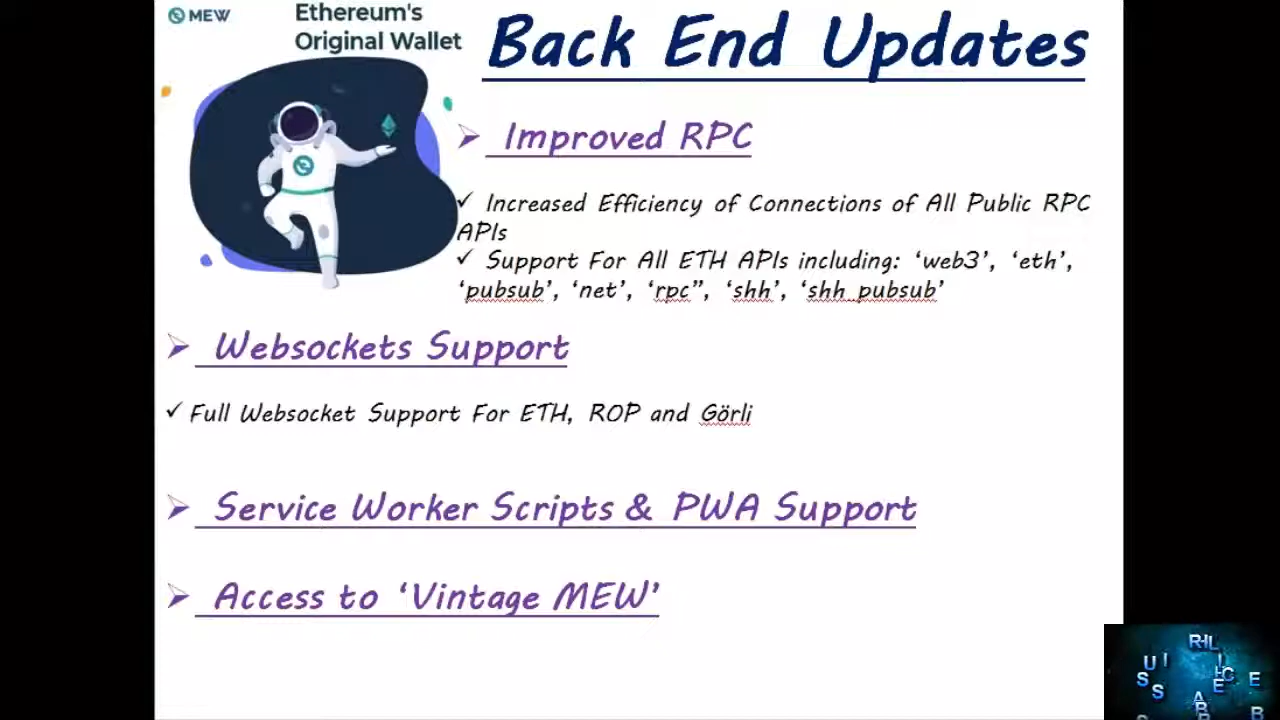 MEW
Ethereum's
Original Wallet
Back End Updates
Improved RPC
✓ Increased Efficiency of Connections of All Public RPC
APIs
✓ Support For All ETH APIs including: ‘web3’, ‘eth’,
‘pubsub’, ‘net’, ‘rpc”, ‘shh’, ‘shh_pubsub’
Websockets Support
✓ Full Websocket Support For ETH, ROP and Görli
Service Worker Scripts & PWA Support
Access to ‘Vintage MEW’